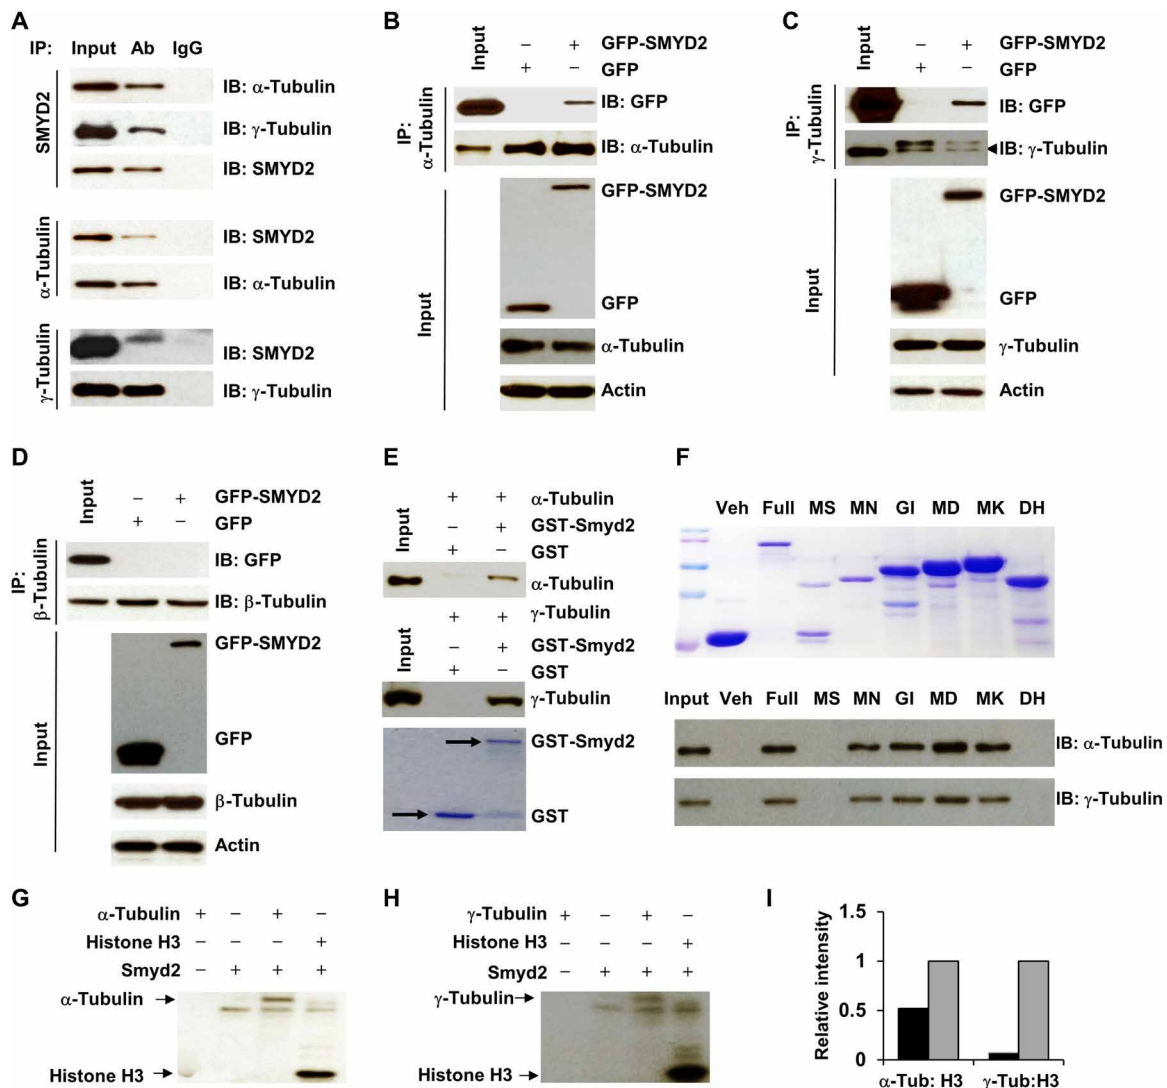 A
IP: Input Ab IgG
SMYD2
IB: α-Tubulin
IB: γ-Tubulin
IB: SMYD2
α-Tubulin
IB: SMYD2
IB: α-Tubulin
γ-Tubulin
IB: SMYD2
IB: γ-Tubulin
B
Input
– + GFP-SMYD2
+ – GFP
IP:
α-Tubulin
IB: GFP
IB: α-Tubulin
Input
GFP-SMYD2
GFP
α-Tubulin
Actin
C
Input
– + GFP-SMYD2
+ – GFP
IP:
γ-Tubulin
IB: GFP
IB: γ-Tubulin
Input
GFP-SMYD2
GFP
γ-Tubulin
Actin
D
Input
– + GFP-SMYD2
+ – GFP
IP:
β-Tubulin
IB: GFP
IB: β-Tubulin
Input
GFP-SMYD2
GFP
β-Tubulin
Actin
E
Input
+ + α-Tubulin
– + GST-Smyd2
+ – GST
α-Tubulin
Input
+ + γ-Tubulin
– + GST-Smyd2
+ – GST
γ-Tubulin
GST-Smyd2
GST
F
Veh Full MS MN GI MD MK DH
Input Veh Full MS MN GI MD MK DH
IB: α-Tubulin
IB: γ-Tubulin
G
α-Tubulin + – + –
Histone H3 – – – +
Smyd2 – + + +
α-Tubulin
Histone H3
H
γ-Tubulin + – + –
Histone H3 – – – +
Smyd2 – + + +
γ-Tubulin
Histone H3
I
Relative intensity
1.5
1
0.5
0
α-Tub: H3 γ-Tub:H3